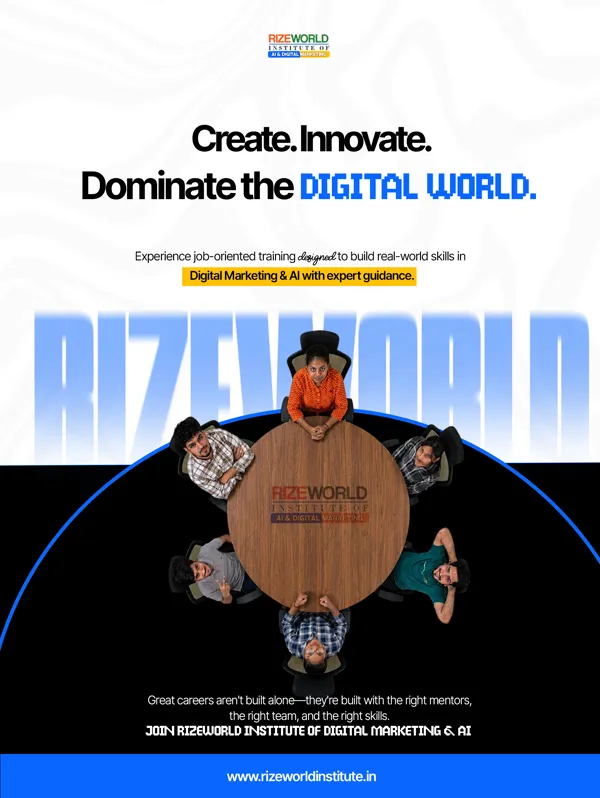 RIZEWORLD
INSTITUTE OF
AI & DIGITAL MARKETING
Create. Innovate.
Dominate the DIGITAL WORLD.
Experience job-oriented training designed to build real-world skills in
Digital Marketing & AI with expert guidance.
RIZEWORLD
RIZEWORLD
INSTITUTE OF
AI & DIGITAL MARKETING
Great careers aren't built alone—they're built with the right mentors,
the right team, and the right skills.
JOIN RIZEWORLD INSTITUTE OF DIGITAL MARKETING & AI
www.rizeworldinstitute.in